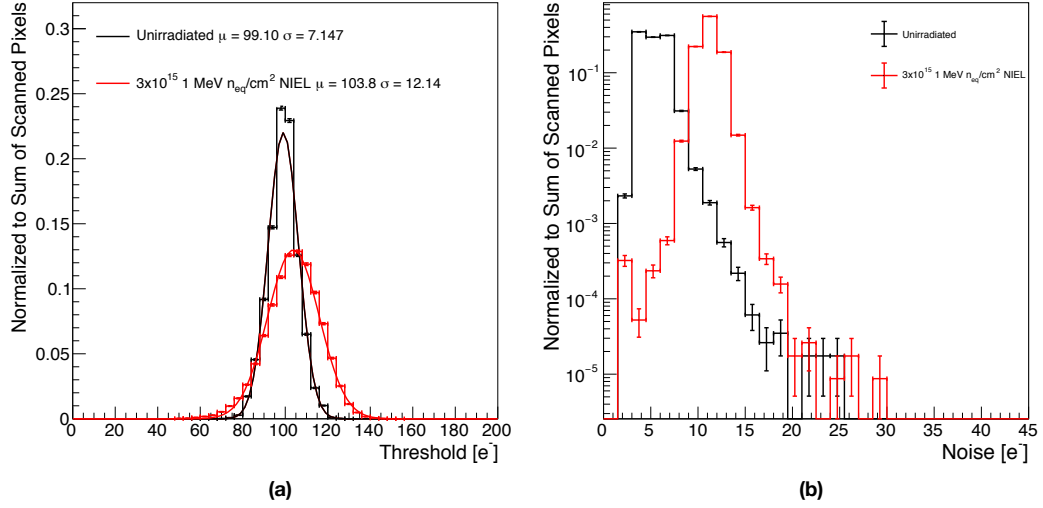 Normalized to Sum of Scanned Pixels
0.3
0.25
0.2
0.15
0.1
0.05
0
Unirradiated μ = 99.10 σ = 7.147
3x10¹⁵ 1 MeV n_eq/cm² NIEL μ = 103.8 σ = 12.14
0 20 40 60 80 100 120 140 160 180 200
Threshold [e⁻]
(a)
Normalized to Sum of Scanned Pixels
10⁻¹
10⁻²
10⁻³
10⁻⁴
10⁻⁵
Unirradiated
3x10¹⁵ 1 MeV n_eq/cm² NIEL
0 5 10 15 20 25 30 35 40 45
Noise [e⁻]
(b)